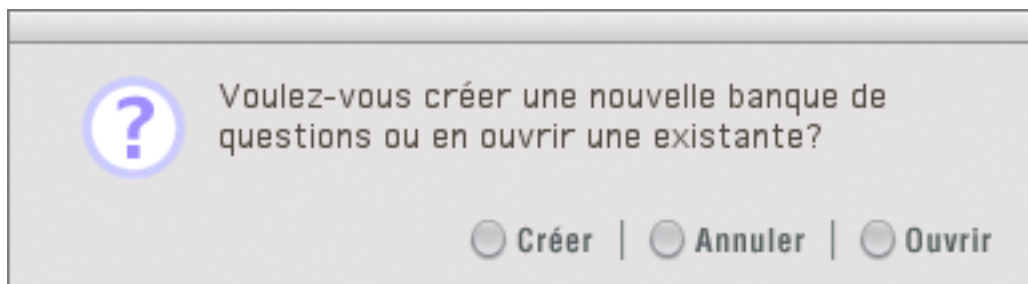 Voulez-vous créer une nouvelle banque de
questions ou en ouvrir une existante?
Créer | Annuler | Ouvrir